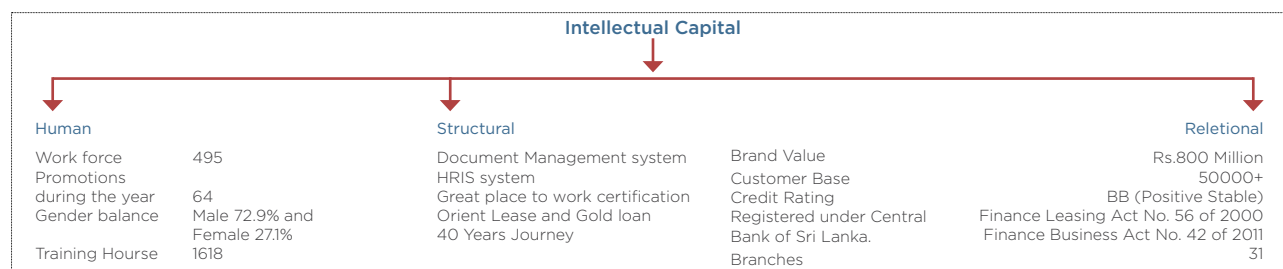 Intellectual Capital
Human
Work force 495
Promotions
during the year 64
Gender balance Male 72.9% and
Female 27.1%
Training Hourse 1618
Structural
Document Management system
HRIS system
Great place to work certification
Orient Lease and Gold loan
40 Years Journey
Reletional
Brand Value Rs.800 Million
Customer Base 50000+
Credit Rating BB (Positive Stable)
Registered under Central Finance Leasing Act No. 56 of 2000
Bank of Sri Lanka. Finance Business Act No. 42 of 2011
Branches 31